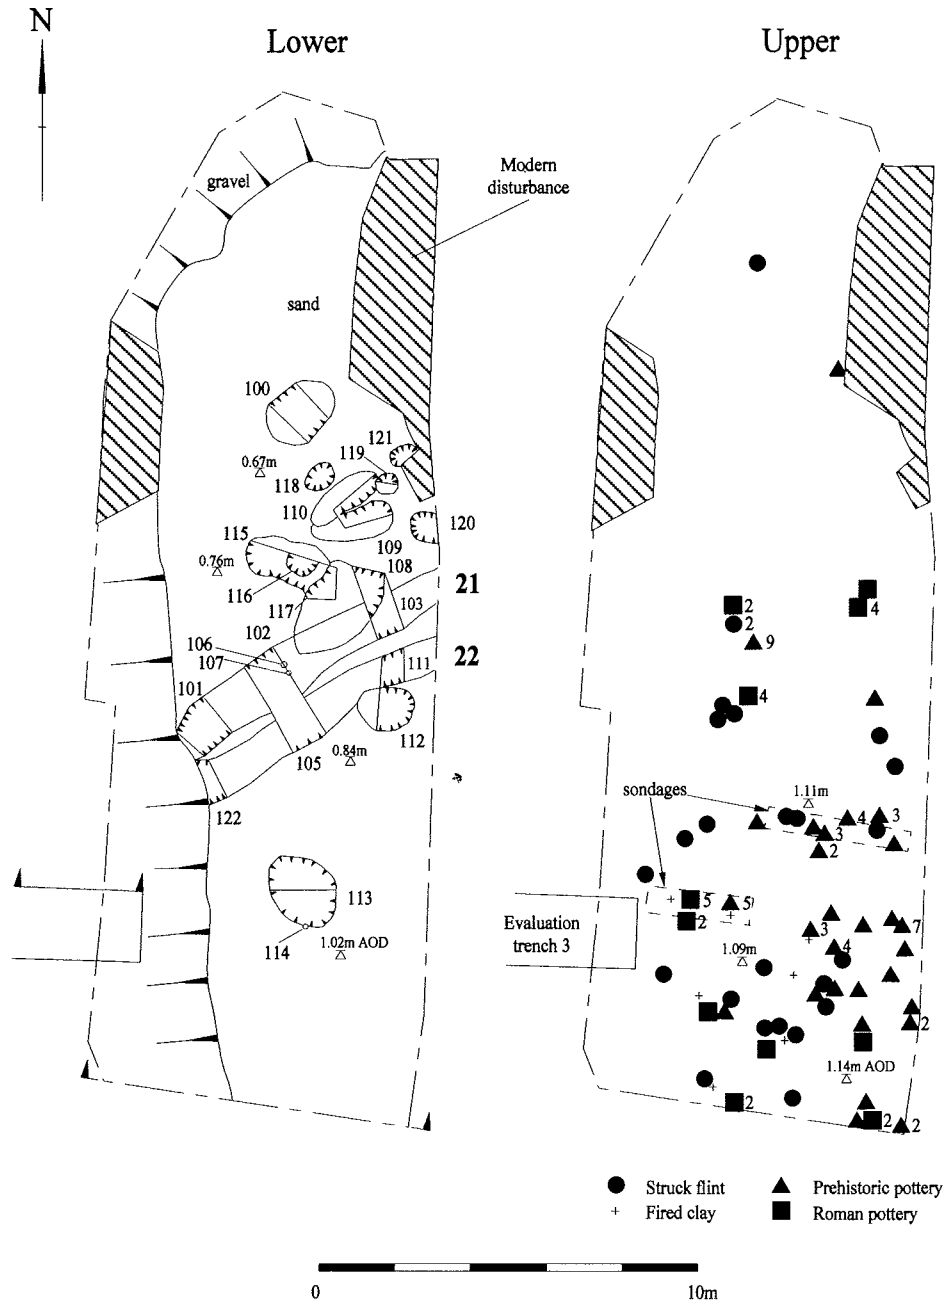 N
Lower
Upper
Modern
disturbance
gravel
sand
100
121
119
0.67m
118
110
120
115
109
108
0.76m
21
116
117
103
102
106
22
107
111
101
112
0.84m
105
122
113
114
1.02m AOD
2
4
2
9
4
sondages
1.11m
4
3
3
2
5
5
2
Evaluation
trench 3
3
7
4
1.09m
2
1.14m AOD
2
2
2
Struck flint
Prehistoric pottery
Fired clay
Roman pottery
0
10m